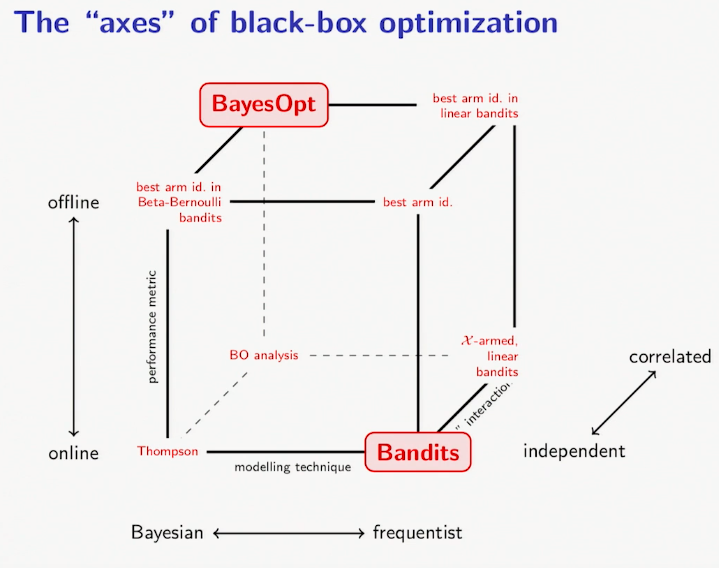 The “axes” of black-box optimization
BayesOpt
best arm id. in
linear bandits
best arm id. in
Beta-Bernoulli
bandits
best arm id.
offline
performance metric
BO analysis
𝒳-armed,
linear
bandits
correlated
interaction
online
Thompson
modelling technique
Bandits
independent
Bayesian
frequentist